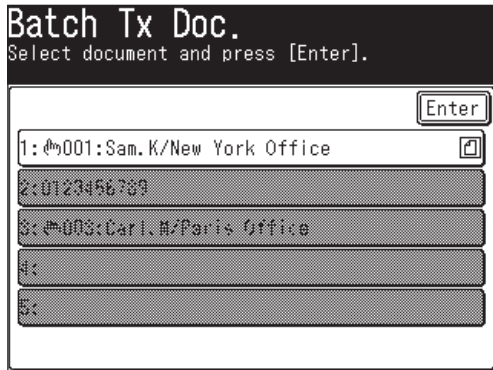 Batch Tx Doc.
Select document and press [Enter].
Enter
1:001:Sam.K/New York Office
2:0123456789
3:003:Carl.M/Paris Office
4:
5: